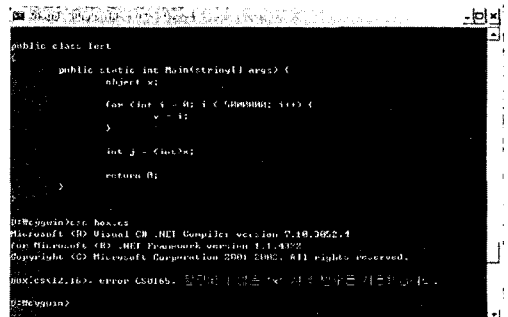 public class Test
{
public static int Main(string[] args) {
object x;
for (int i = 0; i < 5000000; i++) {
x = i;
}
int j = (int)x;
return 0;
}
D:\cygwin>csc box.cs
Microsoft (R) Visual C# .NET Compiler version 7.10.3052.4
for Microsoft (R) .NET Framework version 1.1.4322
Copyright (C) Microsoft Corporation 2001-2002. All rights reserved.
box.cs(12,16): error CS0165:
D:\cygwin>